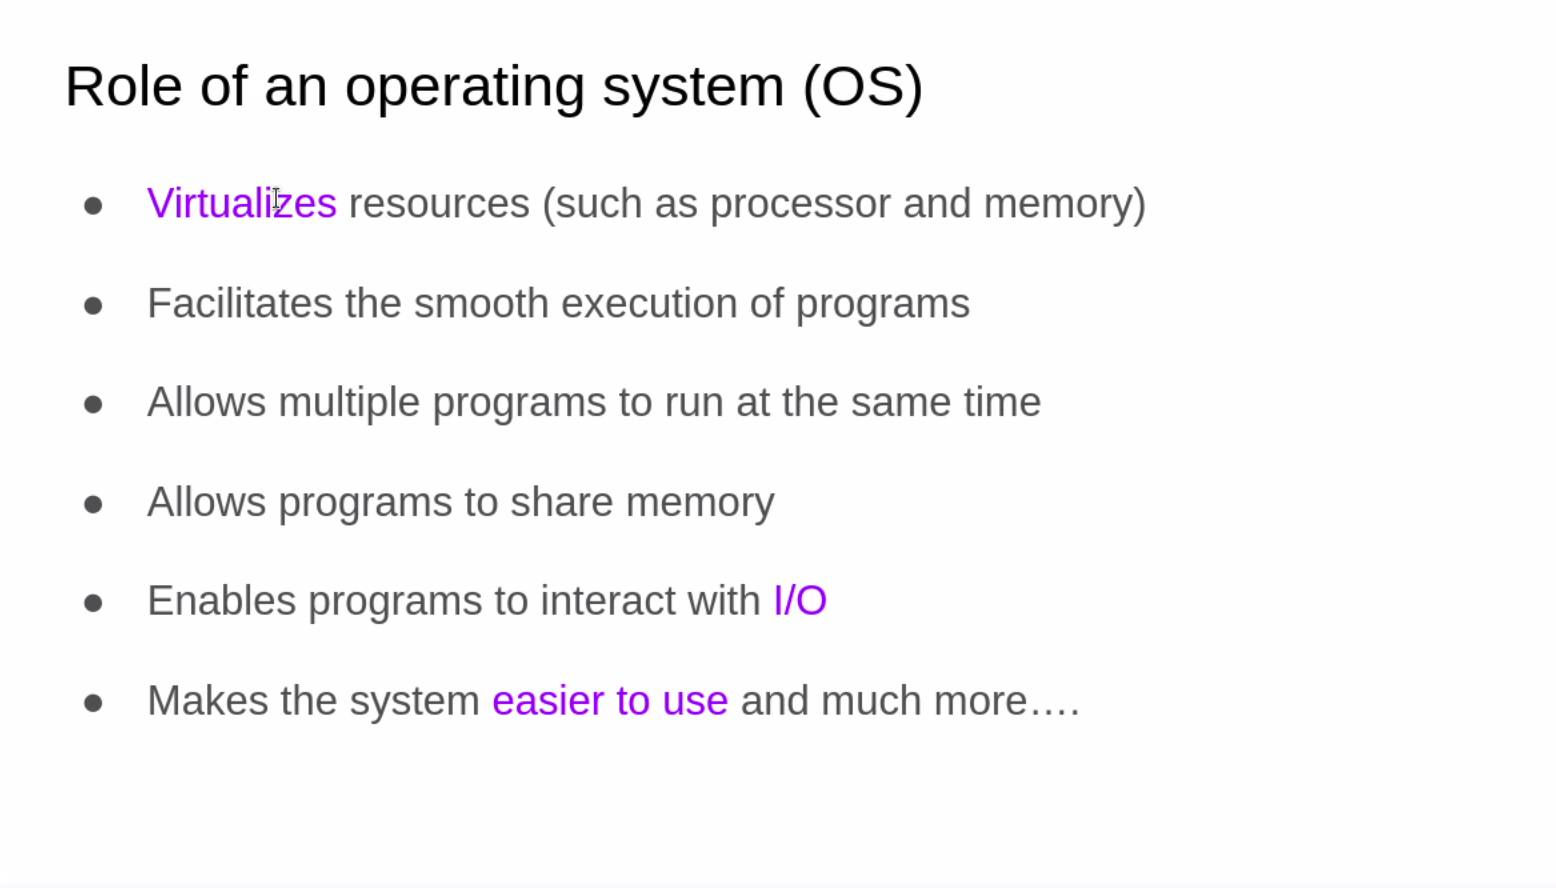 Role of an operating system (OS)
● Virtualizes resources (such as processor and memory)
● Facilitates the smooth execution of programs
● Allows multiple programs to run at the same time
● Allows programs to share memory
● Enables programs to interact with I/O
● Makes the system easier to use and much more….